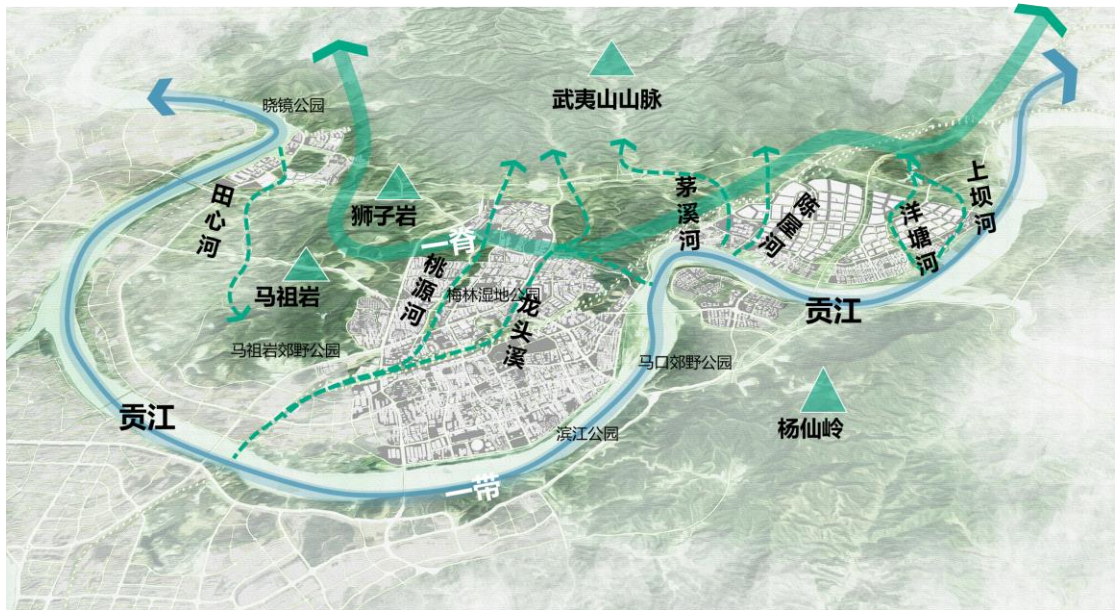 晓镜公园
武夷山山脉
田心河
狮子岩
茅溪河
陈屋河
上坝河
洋塘河
一脊
马祖岩
桃源河
梅林湿地公园
龙头溪
贡江
马祖岩郊野公园
马口郊野公园
贡江
滨江公园
杨仙岭
一带